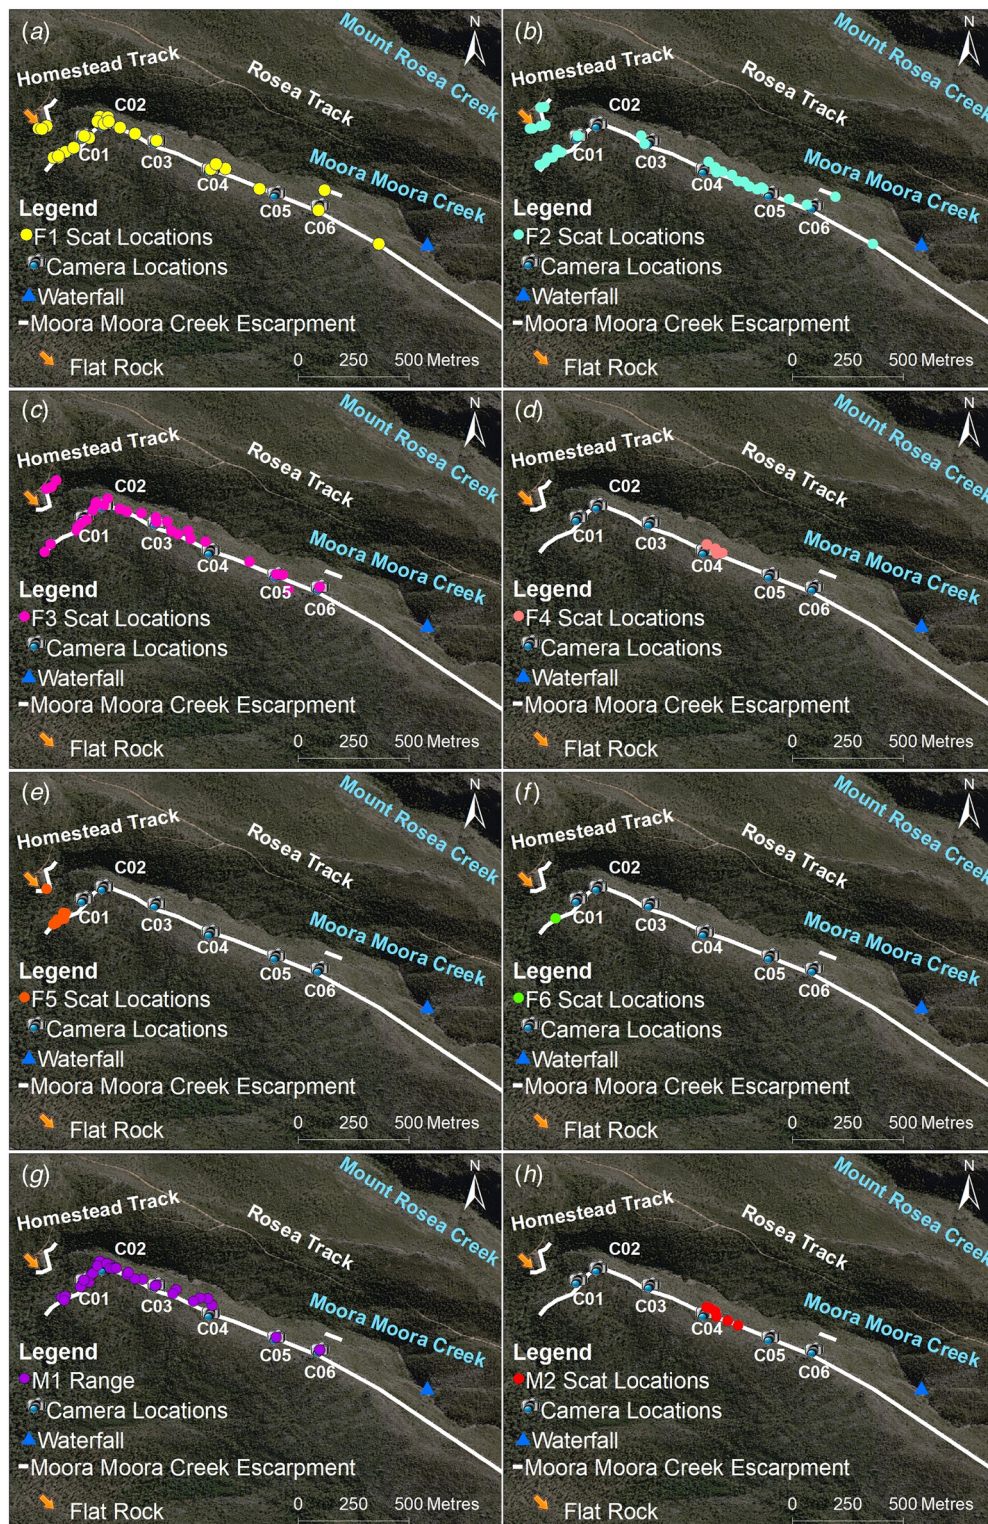 (a)
N
Mount Rosea Creek
Homestead Track
Rosea Track
C02
C01
C03
Moora Moora Creek
C04
C05
C06
Legend
F1 Scat Locations
Camera Locations
Waterfall
Moora Moora Creek Escarpment
Flat Rock
0 250 500 Metres
(b)
N
Mount Rosea Creek
Homestead Track
Rosea Track
C02
C01
C03
Moora Moora Creek
C04
C05
C06
Legend
F2 Scat Locations
Camera Locations
Waterfall
Moora Moora Creek Escarpment
Flat Rock
0 250 500 Metres
(c)
N
Mount Rosea Creek
Homestead Track
Rosea Track
C02
C01
C03
Moora Moora Creek
C04
C05
C06
Legend
F3 Scat Locations
Camera Locations
Waterfall
Moora Moora Creek Escarpment
Flat Rock
0 250 500 Metres
(d)
N
Mount Rosea Creek
Homestead Track
Rosea Track
C02
C01
C03
Moora Moora Creek
C04
C05
C06
Legend
F4 Scat Locations
Camera Locations
Waterfall
Moora Moora Creek Escarpment
Flat Rock
0 250 500 Metres
(e)
N
Mount Rosea Creek
Homestead Track
Rosea Track
C02
C01
C03
Moora Moora Creek
C04
C05
C06
Legend
F5 Scat Locations
Camera Locations
Waterfall
Moora Moora Creek Escarpment
Flat Rock
0 250 500 Metres
(f)
N
Mount Rosea Creek
Homestead Track
Rosea Track
C02
C01
C03
Moora Moora Creek
C04
C05
C06
Legend
F6 Scat Locations
Camera Locations
Waterfall
Moora Moora Creek Escarpment
Flat Rock
0 250 500 Metres
(g)
N
Mount Rosea Creek
Homestead Track
Rosea Track
C02
C01
C03
Moora Moora Creek
C04
C05
C06
Legend
M1 Range
Camera Locations
Waterfall
Moora Moora Creek Escarpment
Flat Rock
0 250 500 Metres
(h)
N
Mount Rosea Creek
Homestead Track
Rosea Track
C02
C01
C03
Moora Moora Creek
C04
C05
C06
Legend
M2 Scat Locations
Camera Locations
Waterfall
Moora Moora Creek Escarpment
Flat Rock
0 250 500 Metres